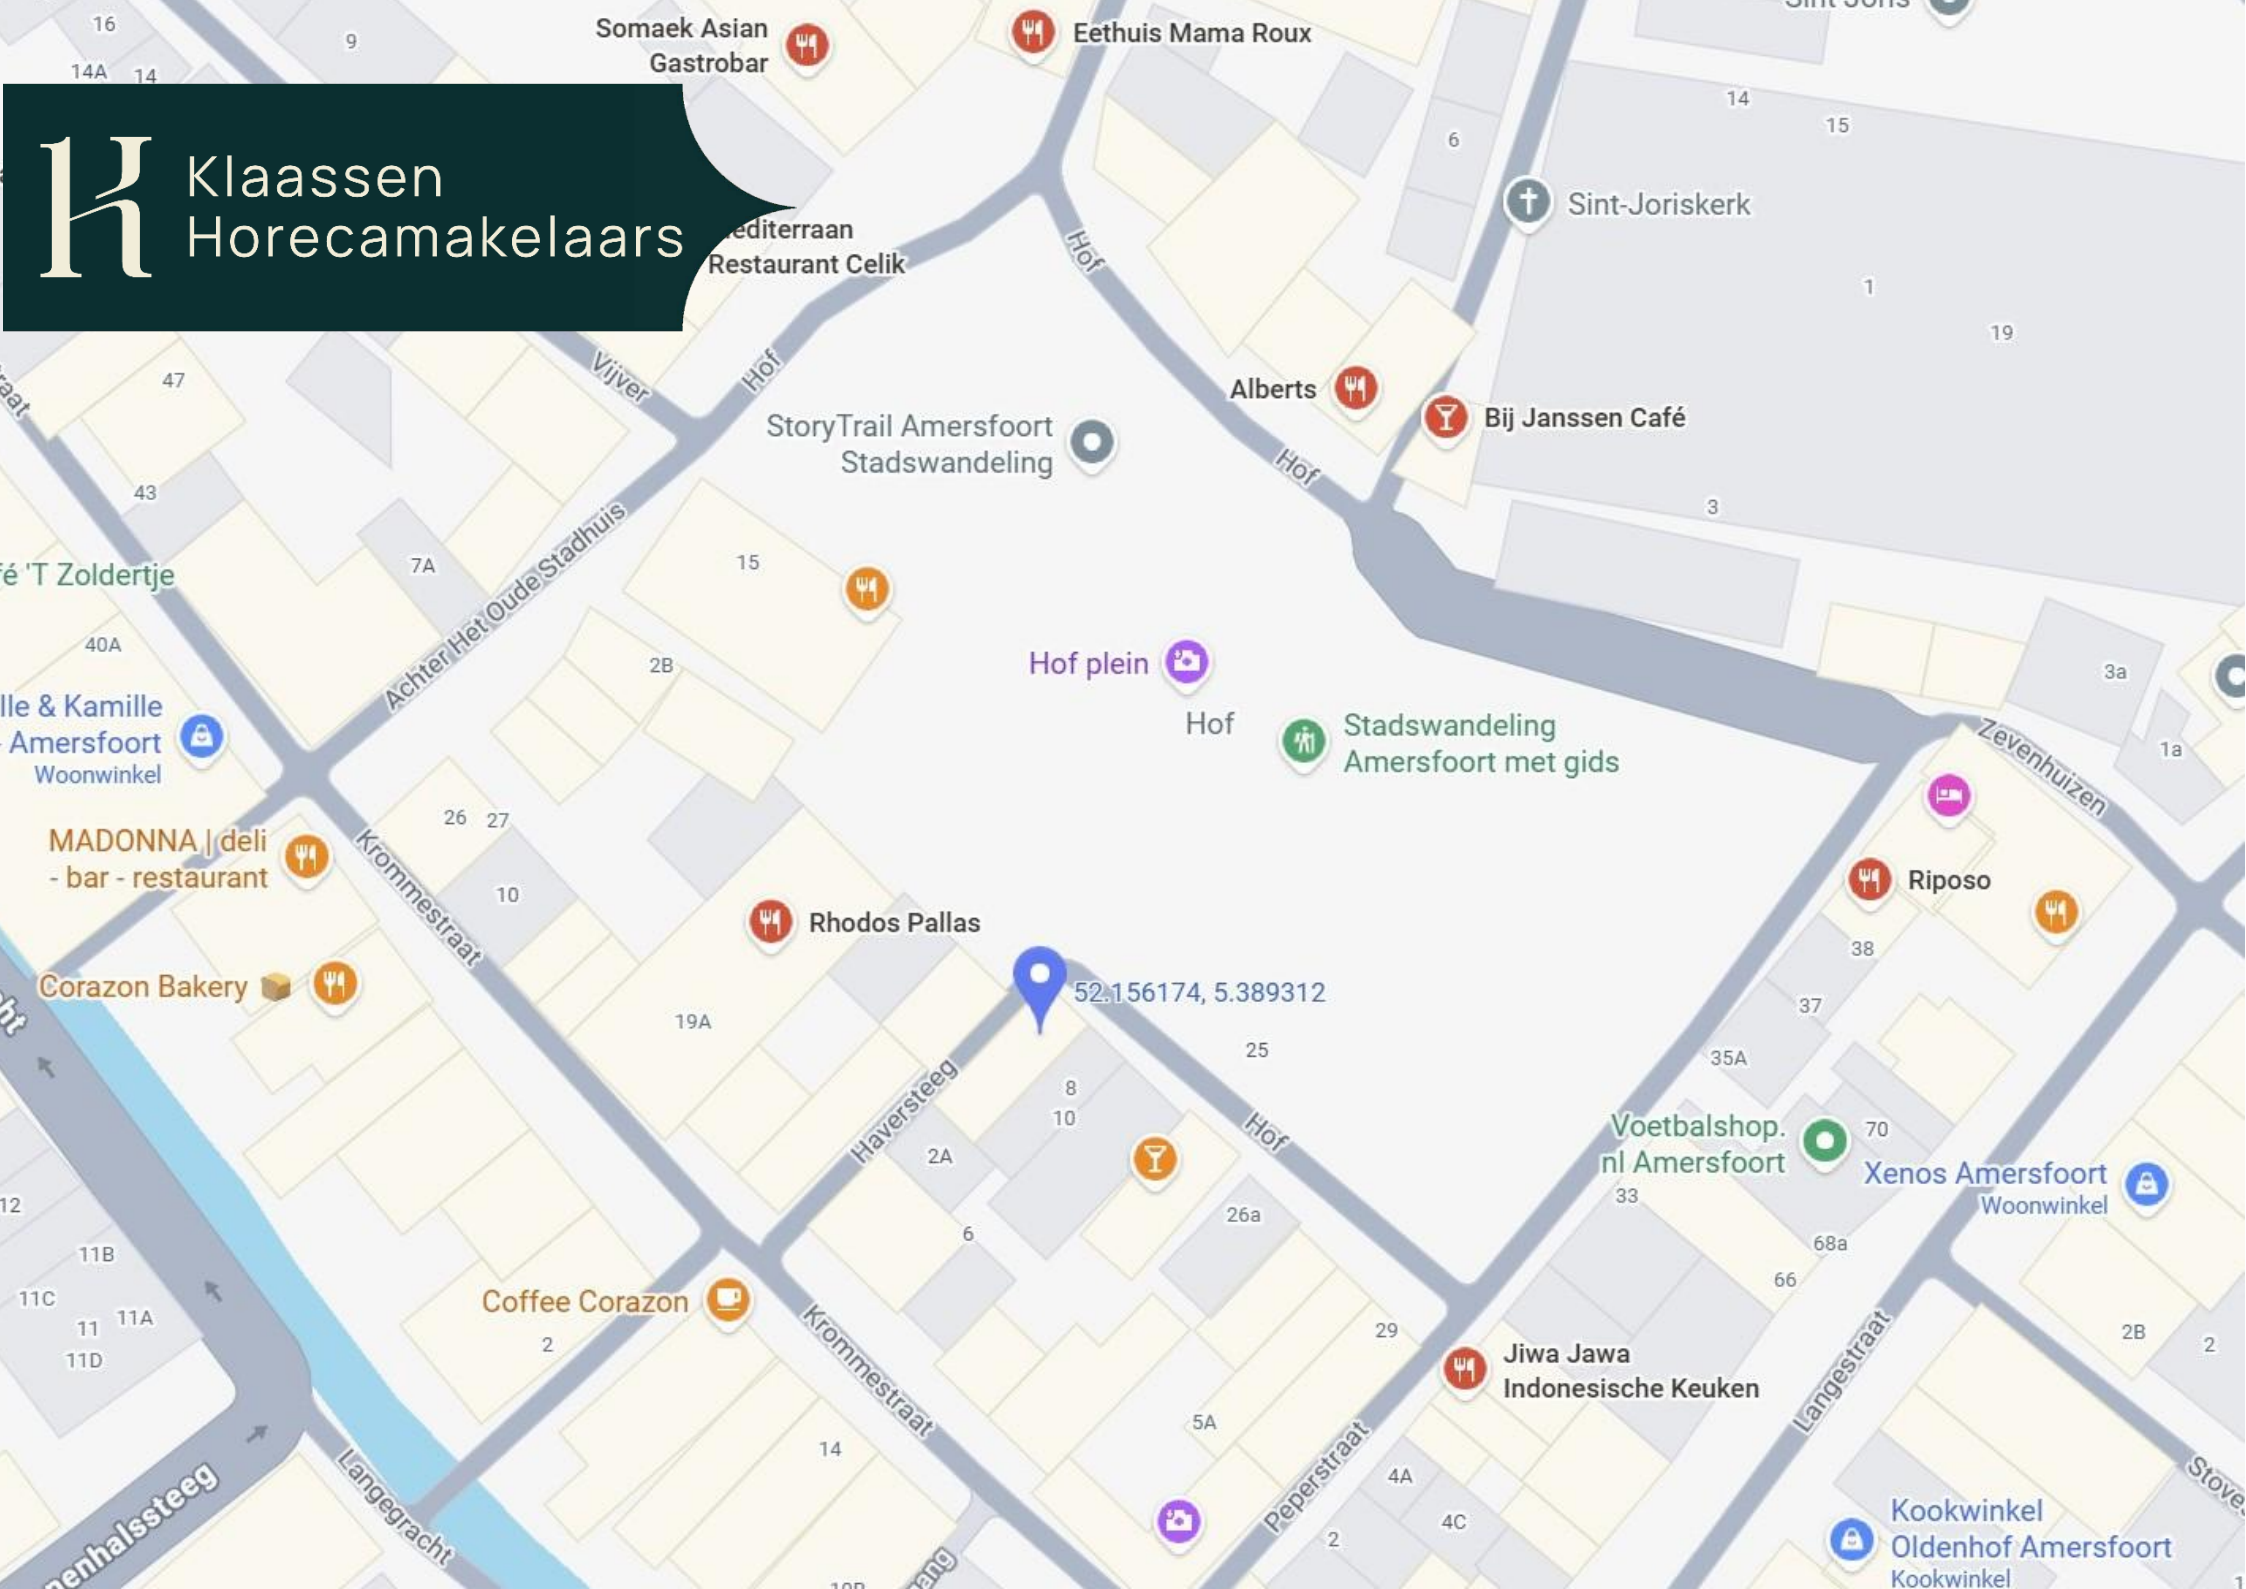 16
14A
14
9
Somaek Asian
Gastrobar
Eethuis Mama Roux
14
15
6
Klaassen
Horecamakelaars
Sint-Joriskerk
Restaurant Celik
Hof
1
19
47
Vijver
Hof
Alberts
Bij Janssen Café
StoryTrail Amersfoort
Stadswandeling
Hof
43
3
7A
15
'T Zoldertje
Achter Het Oude Stadhuis
40A
2B
Hof plein
3a
& Kamille
Amersfoort
Woonwinkel
Hof
Stadswandeling
Amersfoort met gids
Zevenhuizen
1a
26
27
MADONNA | deli
- bar - restaurant
Krommestraat
10
Riposo
Rhodos Pallas
38
Corazon Bakery
52.156174, 5.389312
37
19A
25
35A
Haversteeg
8
10
Hof
Voetbalshop.
nl Amersfoort
70
2A
Xenos Amersfoort
Woonwinkel
33
12
26a
6
68a
11B
66
11C
11A
11
11D
Coffee Corazon
2
Krommestraat
29
2B
2
Jiwa Jawa
Indonesische Keuken
Langestraat
5A
14
Peperstraat
4A
Langegracht
4C
2
Kookwinkel
Oldenhof Amersfoort
Kookwinkel